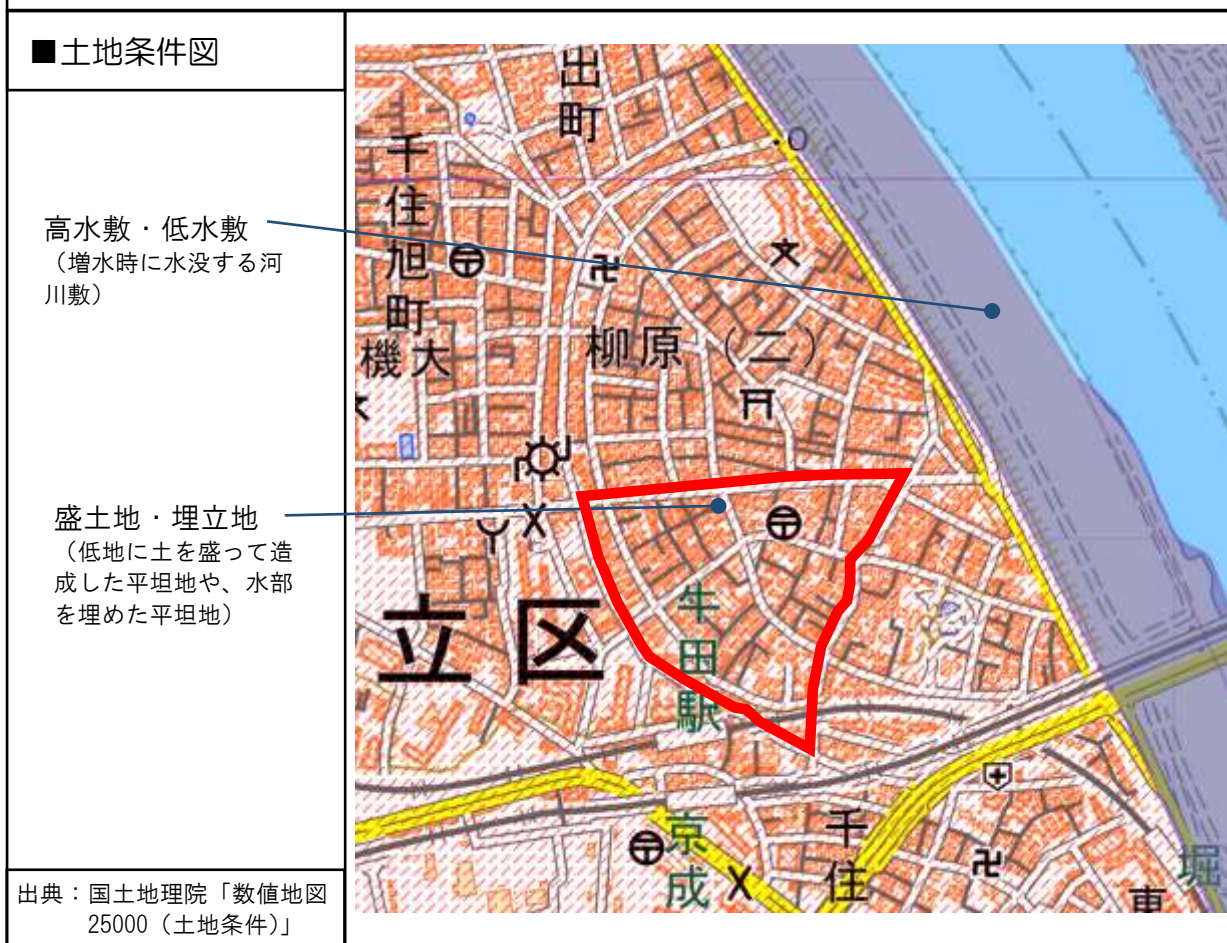 ■土地条件図
高水敷・低水敷
（増水時に水没する河
川敷）
盛土地・埋立地
（低地に土を盛って造
成した平坦地や、水部
を埋めた平坦地）
出典：国土地理院「数値地図
25000（土地条件）」
出町
千住旭町
機大
柳原（二）
立区
牛田駅
京成
千住
東
堀